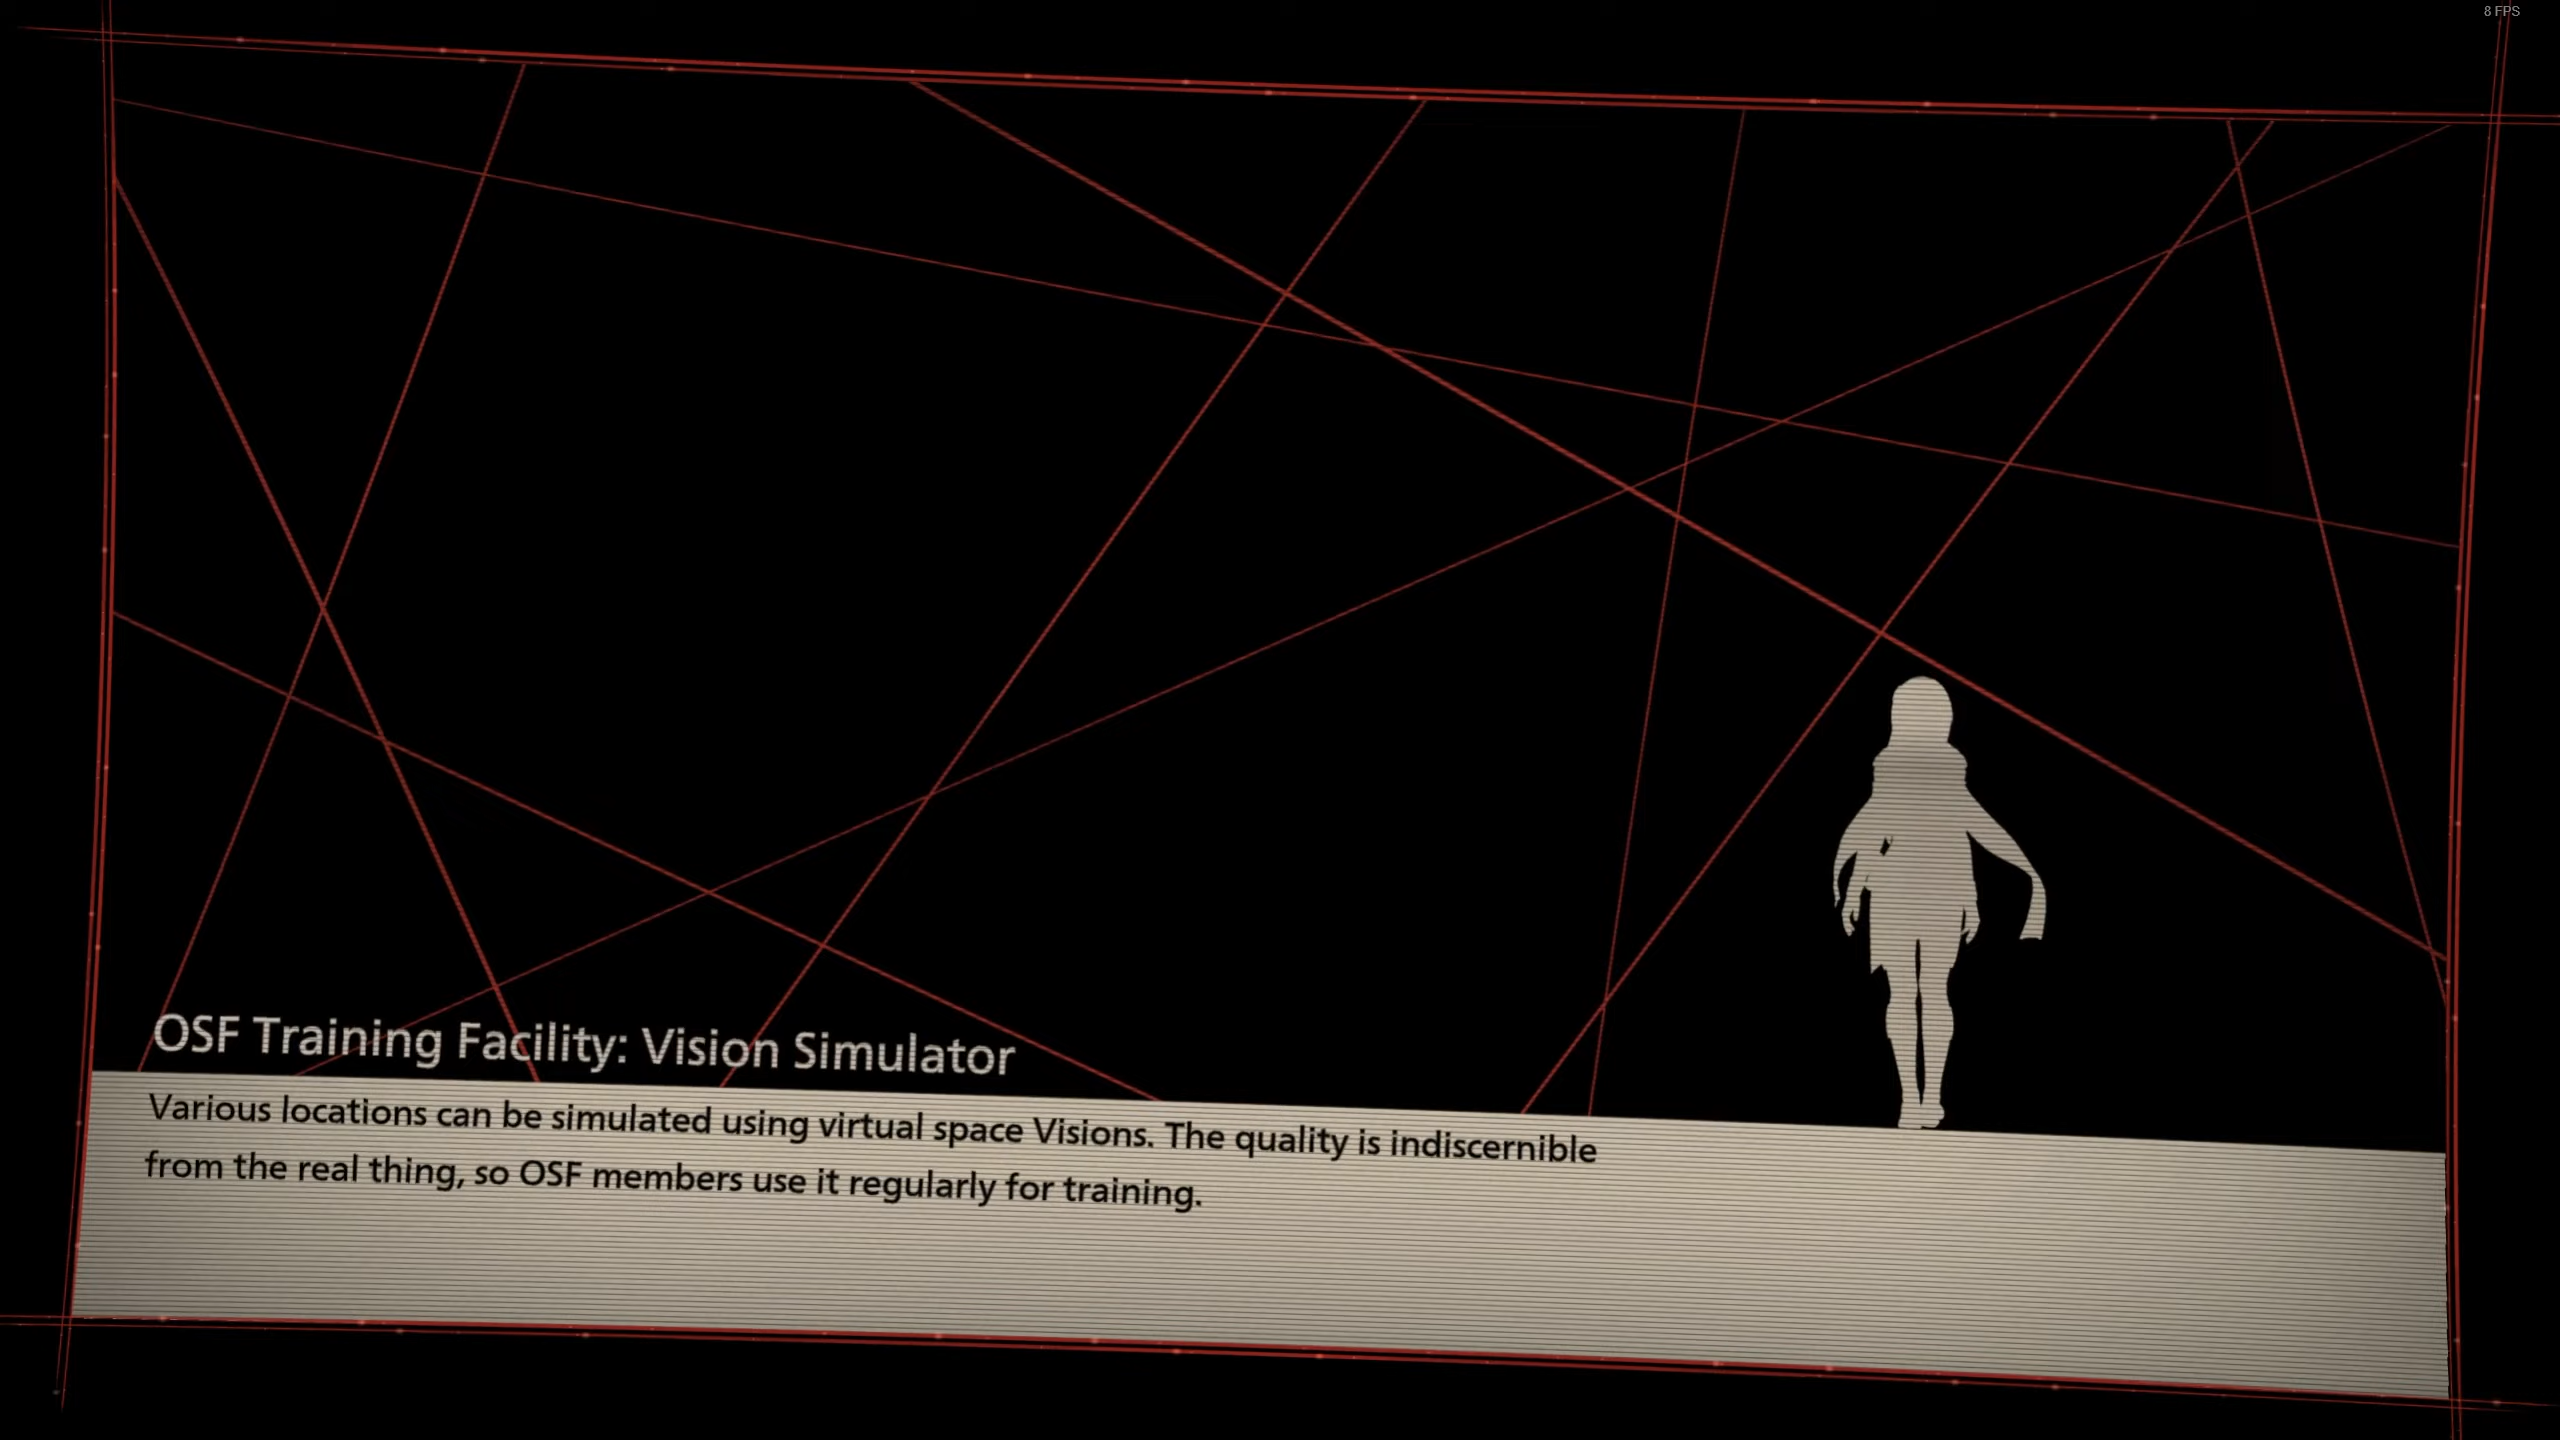 8 FPS
OSF Training Facility: Vision Simulator
Various locations can be simulated using virtual space Visions. The quality is indiscernible
from the real thing, so OSF members use it regularly for training.